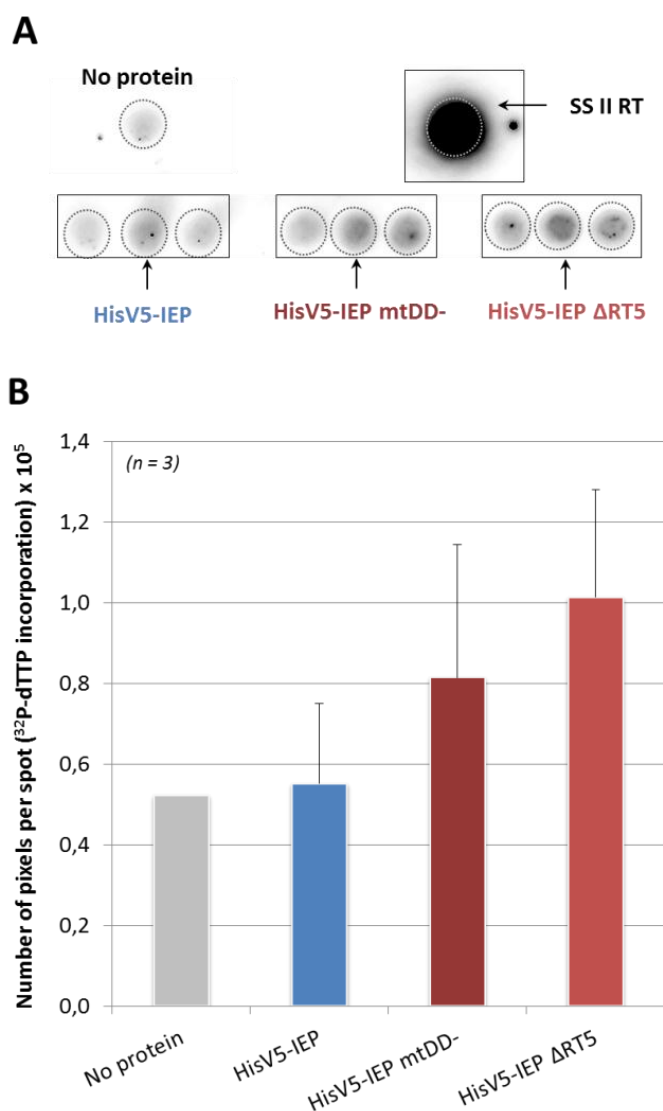 A
No protein
SS II RT
HisV5-IEP
HisV5-IEP mtDD-
HisV5-IEP ΔRT5
B
Number of pixels per spot (³²P-dTTP incorporation) x 10⁵
1,4
(n = 3)
1,2
1,0
0,8
0,6
0,4
0,2
0,0
No protein
HisV5-IEP
HisV5-IEP mtDD-
HisV5-IEP ΔRT5